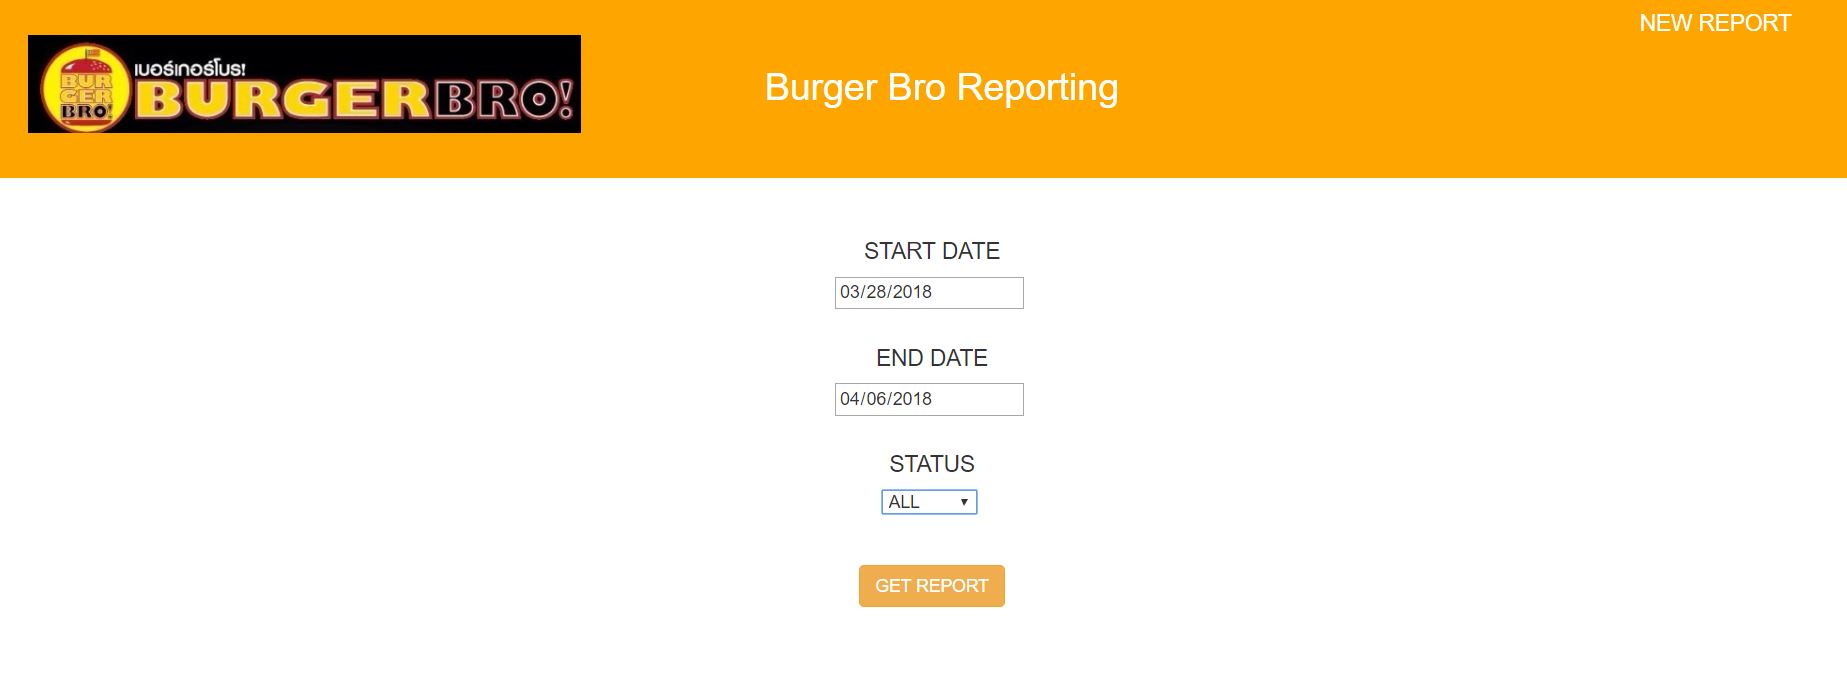 NEW REPORT
BUR
GER
BRO!
เบอร์เกอร์โบร!
BURGERBRO!
Burger Bro Reporting
START DATE
03/28/2018
END DATE
04/06/2018
STATUS
ALL
GET REPORT